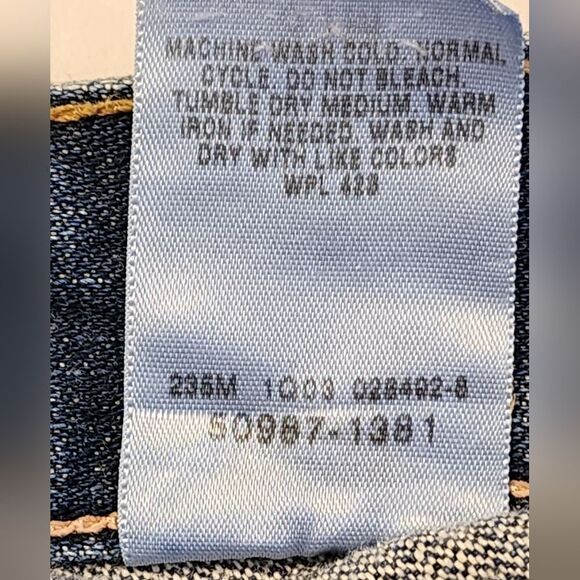 MACHINE WASH COLD. NORMAL
CYCLE. DO NOT BLEACH.
TUMBLE DRY MEDIUM. WARM
IRON IF NEEDED. WASH AND
DRY WITH LIKE COLORS
WPL 423
235M 1Q03 028492-8
50987-1381